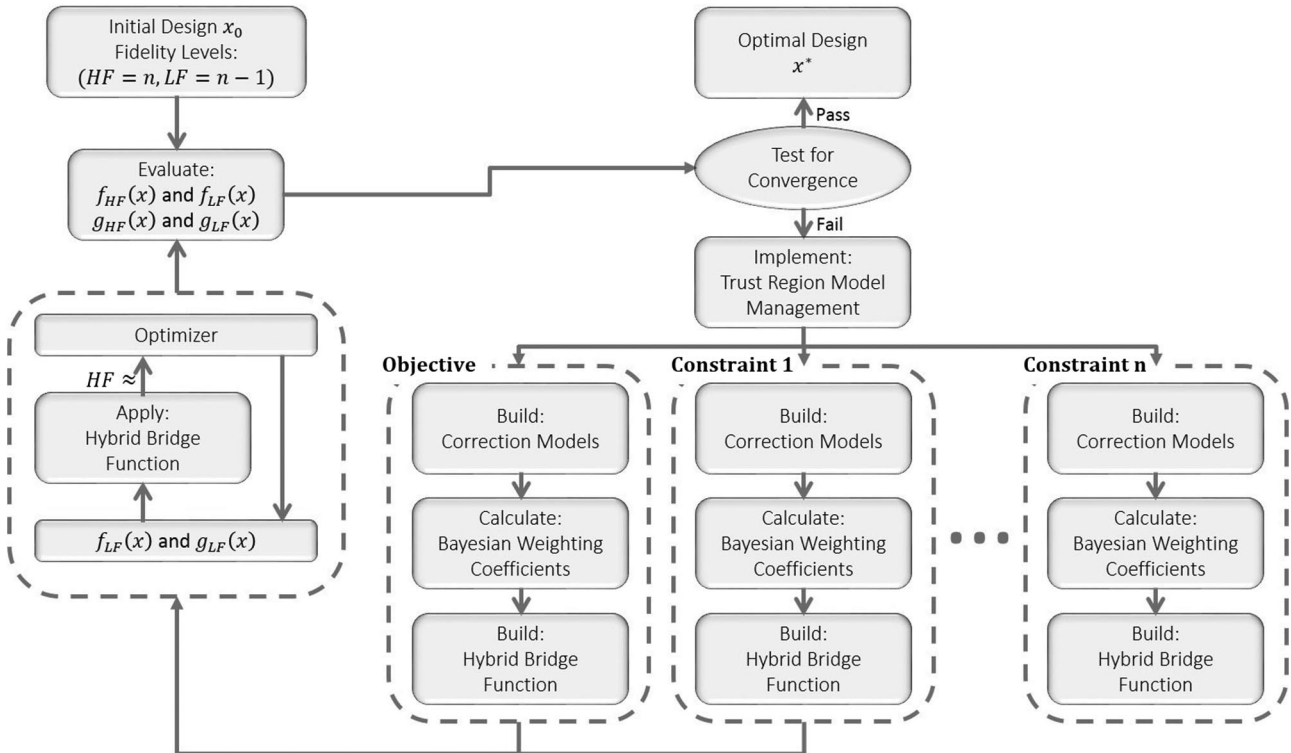 Initial Design x₀
Fidelity Levels:
(HF = n, LF = n − 1)
Evaluate:
f_HF(x) and f_LF(x)
g_HF(x) and g_LF(x)
Optimal Design
x*
Pass
Test for
Convergence
Fail
Implement:
Trust Region Model
Management
Optimizer
HF ≈
Apply:
Hybrid Bridge
Function
f_LF(x) and g_LF(x)
Objective
Build:
Correction Models
Calculate:
Bayesian Weighting
Coefficients
Build:
Hybrid Bridge
Function
Constraint 1
Build:
Correction Models
Calculate:
Bayesian Weighting
Coefficients
Build:
Hybrid Bridge
Function
Constraint n
Build:
Correction Models
Calculate:
Bayesian Weighting
Coefficients
Build:
Hybrid Bridge
Function